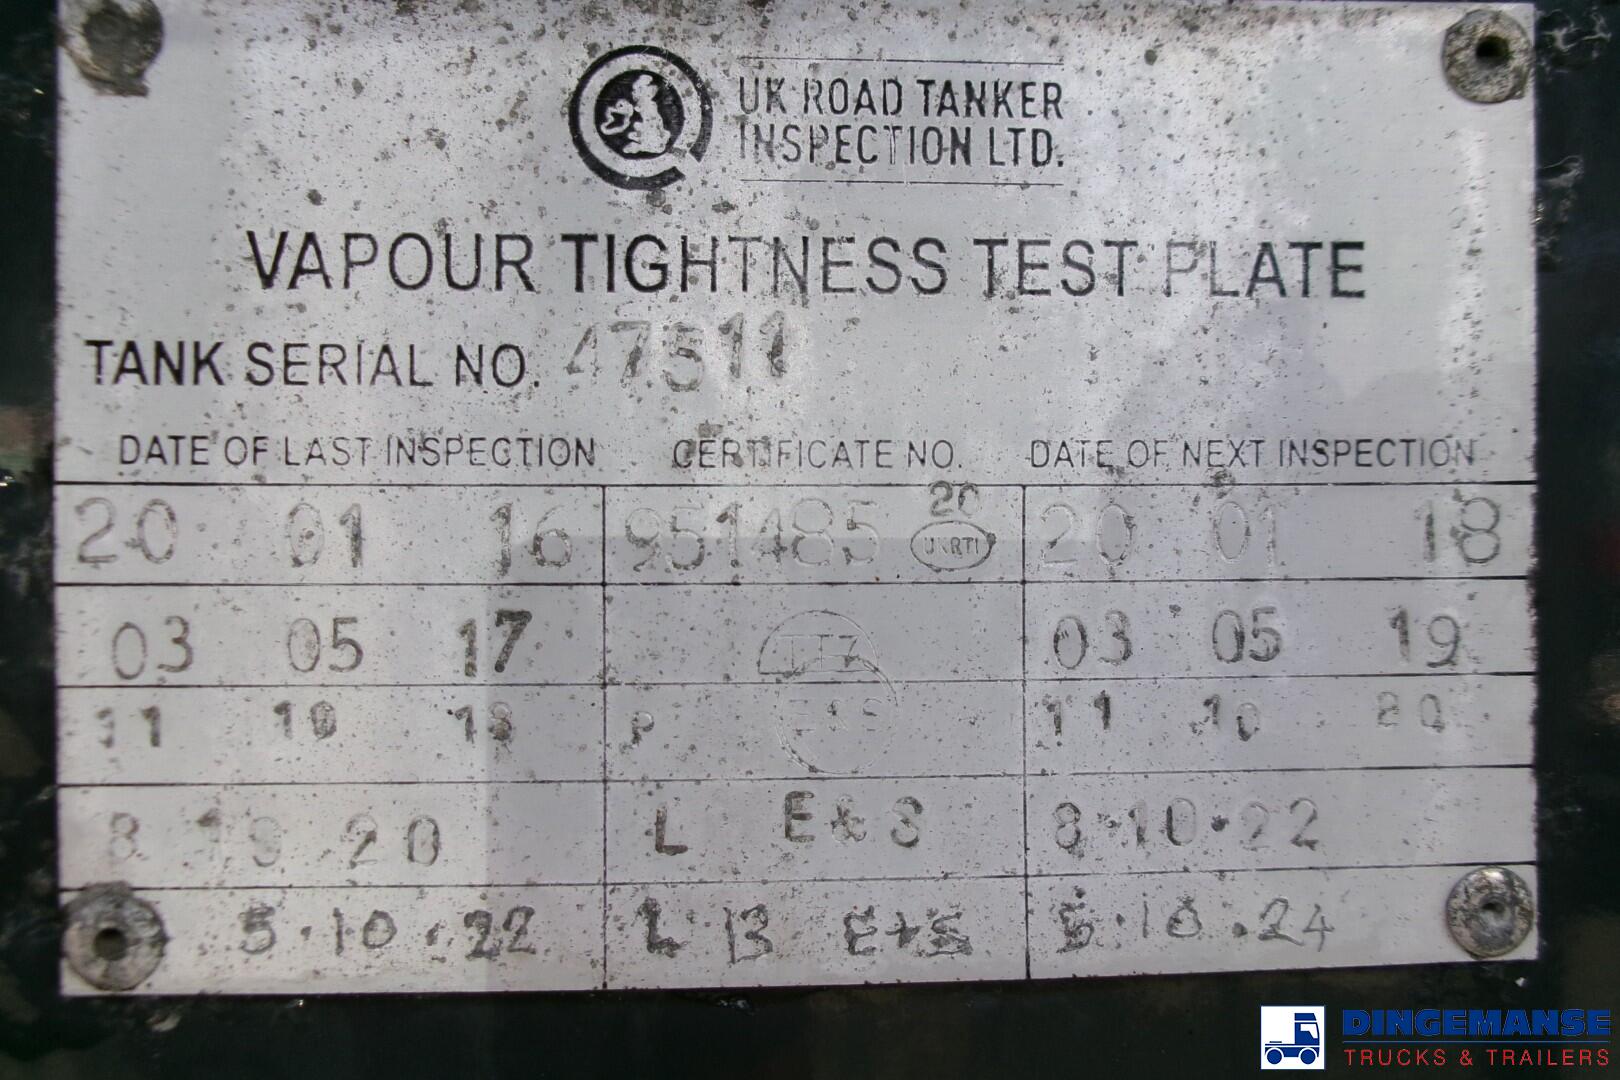 UK ROAD TANKER
INSPECTION LTD.
VAPOUR TIGHTNESS TEST PLATE
TANK SERIAL NO. 47511
DATE OF LAST INSPECTION CERTIFICATE NO. DATE OF NEXT INSPECTION
20 01 16 951485 20 UKRTI 20 01 18
03 05 17 03 05 19
11 10 18 P E & S 11 10 20
8 20 L E & S 8·10·22
5·10·22 L B E+S 5·10·24
DINGEMANSE
TRUCKS & TRAILERS